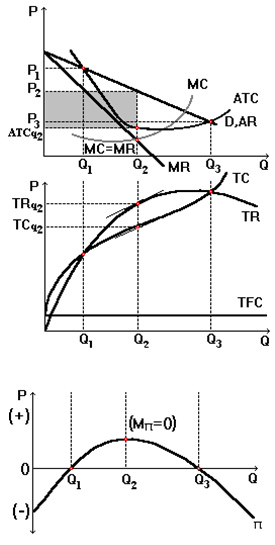 P
P1
MC
P2
ATC
P3
D,AR
ATCq2
MC=MR
Q1 Q2 MR Q3 Q
P
TC
TRq2
TR
TCq2
TFC
Q1 Q2 Q3 Q
P
(+)
(Mπ=0)
0
Q
Q1 Q2 Q3
(-)
π